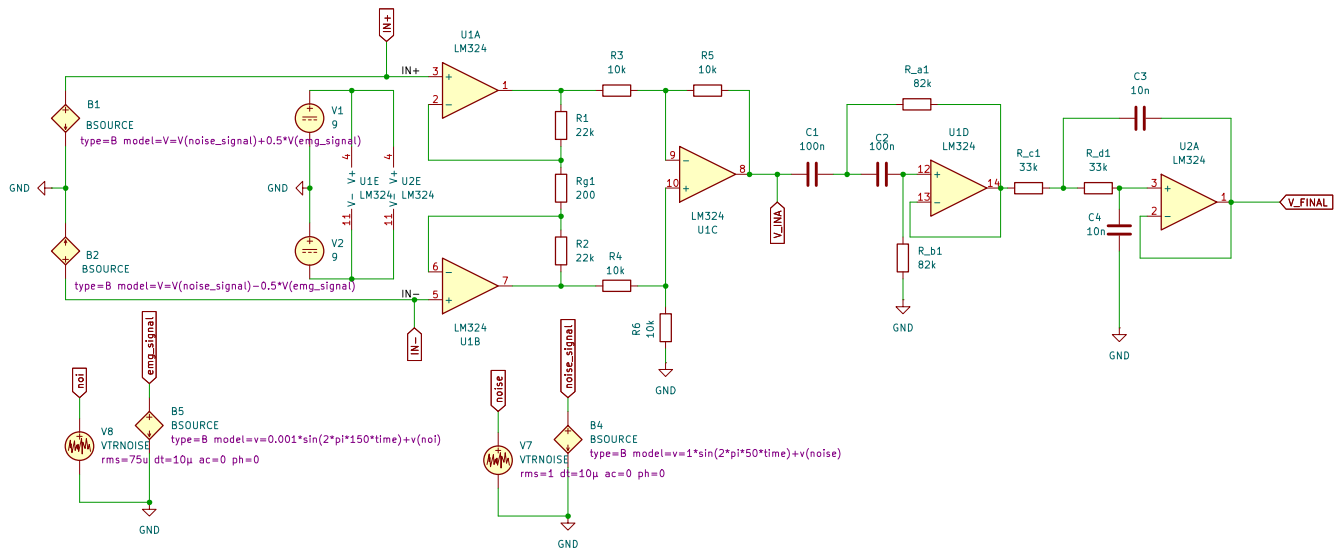 IN+
U1A
LM324
IN+
3
+
2
−
1
R3
10k
R5
10k
R_a1
82k
C3
10n
B1
BSOURCE
type=B model=V=V(noise_signal)+0.5*V(emg_signal)
V1
9
R1
22k
GND
GND
4
V+
V-
11
U1E
LM324
4
V+
V-
11
U2E
LM324
Rg1
200
9
−
10
+
8
LM324
U1C
C1
100n
C2
100n
U1D
LM324
12
+
13
−
14
R_c1
33k
R_d1
33k
U2A
LM324
3
+
2
−
1
V_FINAL
V_INA
C4
10n
B2
BSOURCE
type=B model=V=V(noise_signal)-0.5*V(emg_signal)
V2
9
R2
22k
6
−
5
+
7
IN-
LM324
U1B
R4
10k
R6
10k
GND
R_b1
82k
GND
GND
IN-
emg_signal
noi
B5
BSOURCE
type=B model=v=0.001*sin(2*pi*150*time)+v(noi)
V8
VTRNOISE
rms=75u dt=10µ ac=0 ph=0
GND
noise_signal
noise
B4
BSOURCE
type=B model=v=1*sin(2*pi*50*time)+v(noise)
V7
VTRNOISE
rms=1 dt=10µ ac=0 ph=0
GND